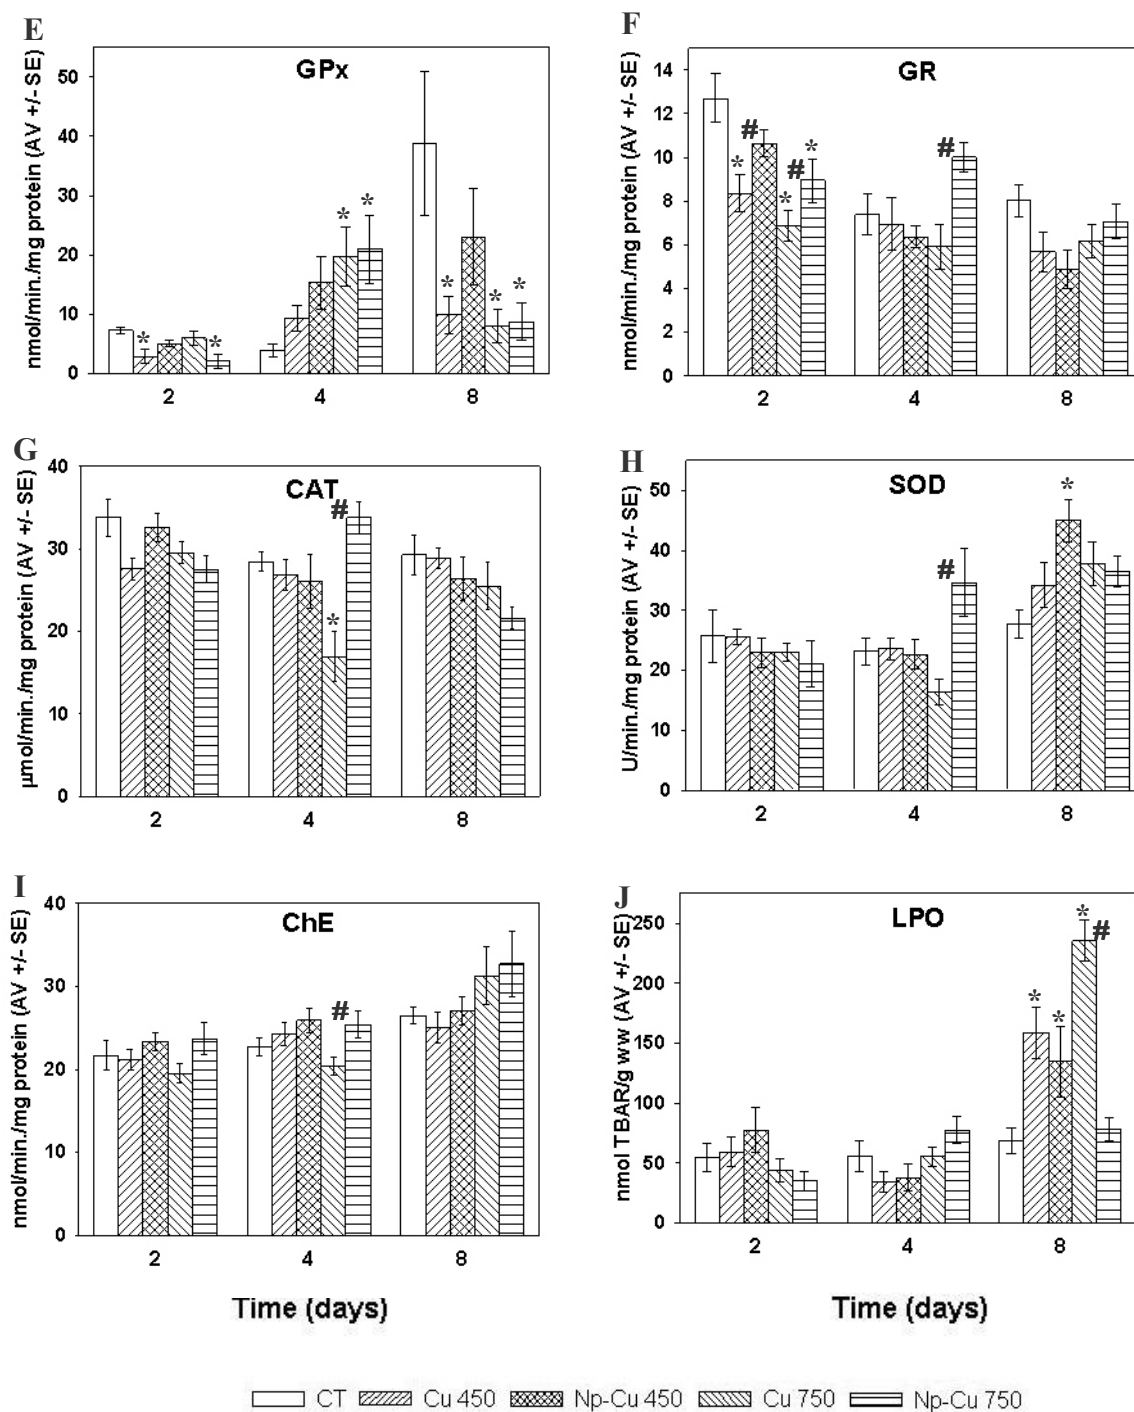 E
GPx
nmol/min./mg protein (AV +/- SE)
50
40
30
20
10
0
* * * * * * *
2 4 8
F
GR
nmol/min./mg protein (AV +/- SE)
14
12
10
8
6
4
2
0
* # * # * #
2 4 8
G
CAT
µmol/min./mg protein (AV +/- SE)
40
30
20
10
0
* #
2 4 8
H
SOD
U/min./mg protein (AV +/- SE)
50
40
30
20
10
0
# *
2 4 8
I
ChE
nmol/min./mg protein (AV +/- SE)
40
30
20
10
0
#
2 4 8
Time (days)
J
LPO
nmol TBAR/g ww (AV +/- SE)
250
200
150
100
50
0
* * * #
2 4 8
Time (days)
CT Cu 450 Np-Cu 450 Cu 750 Np-Cu 750